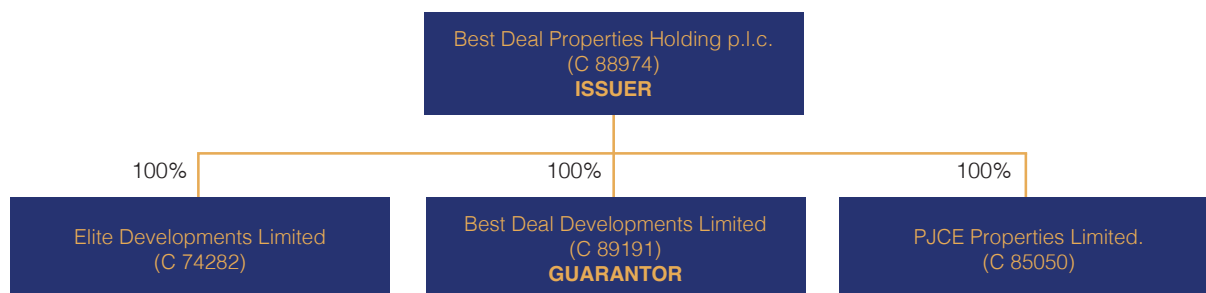 Best Deal Properties Holding p.l.c.
(C 88974)
ISSUER
100%
100%
100%
Elite Developments Limited
(C 74282)
Best Deal Developments Limited
(C 89191)
GUARANTOR
PJCE Properties Limited.
(C 85050)